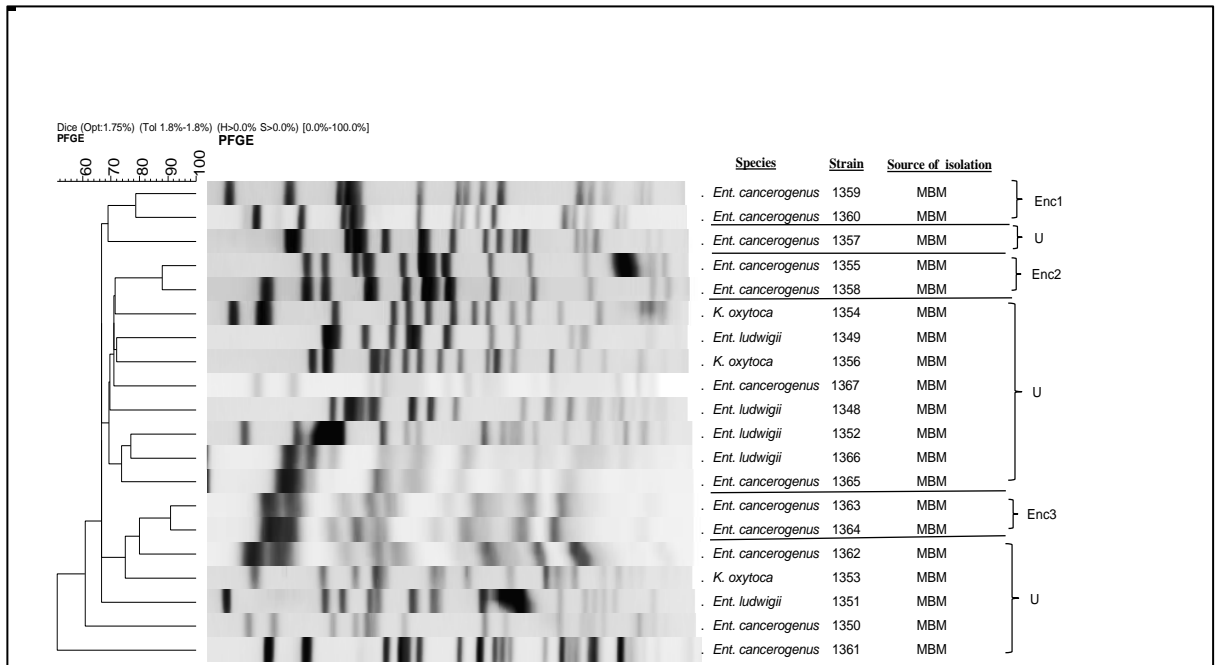 Dice (Opt:1.75%) (Tol 1.8%-1.8%) (H>0.0% S>0.0%) [0.0%-100.0%]
PFGE PFGE
60 70 80 90 100
Species Strain Source of isolation
. Ent. cancerogenus 1359 MBM
Enc1
. Ent. cancerogenus 1360 MBM
. Ent. cancerogenus 1357 MBM U
. Ent. cancerogenus 1355 MBM
Enc2
. Ent. cancerogenus 1358 MBM
. K. oxytoca 1354 MBM
. Ent. ludwigii 1349 MBM
. K. oxytoca 1356 MBM
. Ent. cancerogenus 1367 MBM U
. Ent. ludwigii 1348 MBM
. Ent. ludwigii 1352 MBM
. Ent. ludwigii 1366 MBM
. Ent. cancerogenus 1365 MBM
. Ent. cancerogenus 1363 MBM
Enc3
. Ent. cancerogenus 1364 MBM
. Ent. cancerogenus 1362 MBM
. K. oxytoca 1353 MBM
. Ent. ludwigii 1351 MBM U
. Ent. cancerogenus 1350 MBM
. Ent. cancerogenus 1361 MBM